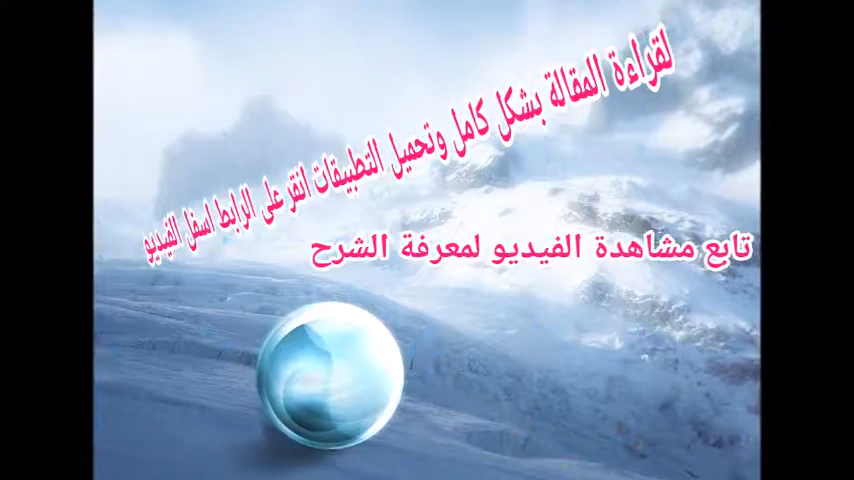 لقراءة المقالة بشكل كامل وتحميل التطبيقات انقر على الرابط اسفل الفيديو
تابع مشاهدة الفيديو لمعرفة الشرح